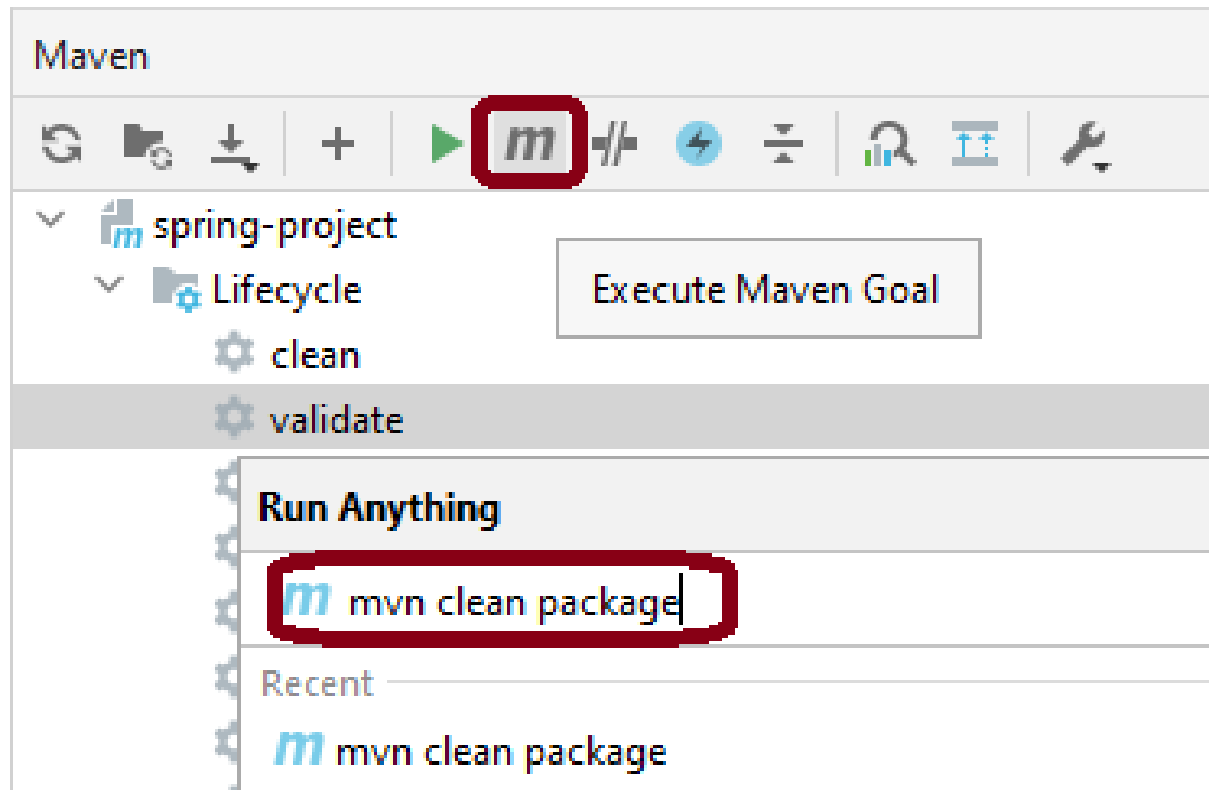 Maven
m
m spring-project
Lifecycle
Execute Maven Goal
clean
validate
Run Anything
m mvn clean package
Recent
m mvn clean package